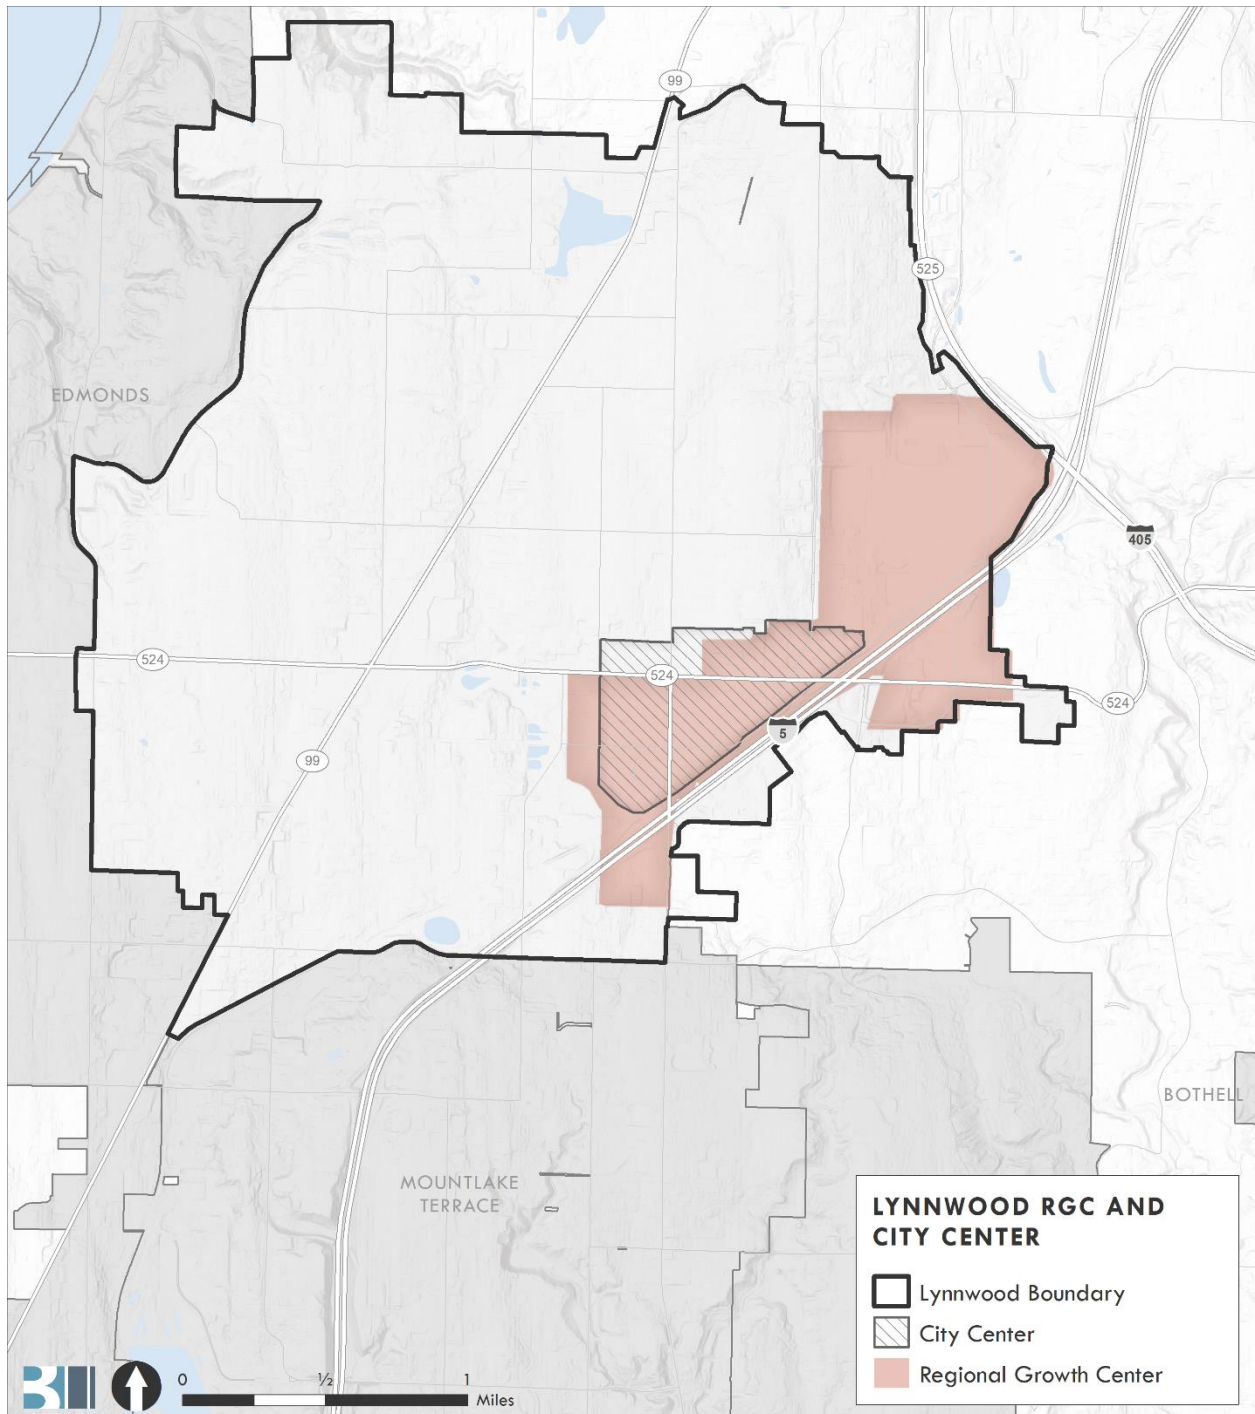 99
525
EDMONDS
405
524
524
524
5
99
BOTHELL
MOUNTLAKE
TERRACE
LYNNWOOD RGC AND
CITY CENTER
Lynnwood Boundary
City Center
Regional Growth Center
0 ½ 1
Miles